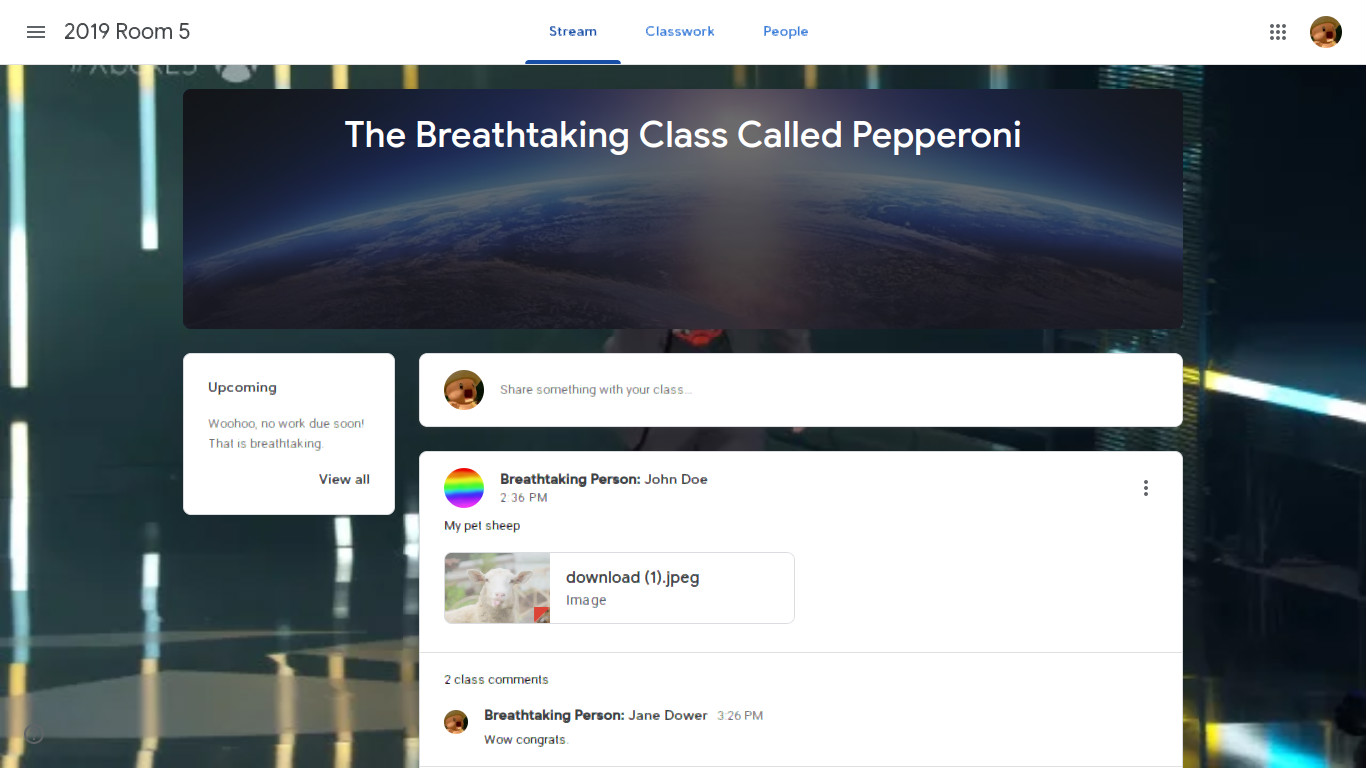 2019 Room 5
Stream
Classwork
People
The Breathtaking Class Called Pepperoni
Upcoming
Woohoo, no work due soon!
That is breathtaking.
View all
Share something with your class...
Breathtaking Person: John Doe
2:36 PM
My pet sheep
download (1).jpeg
Image
2 class comments
Breathtaking Person: Jane Dower 3:26 PM
Wow congrats.